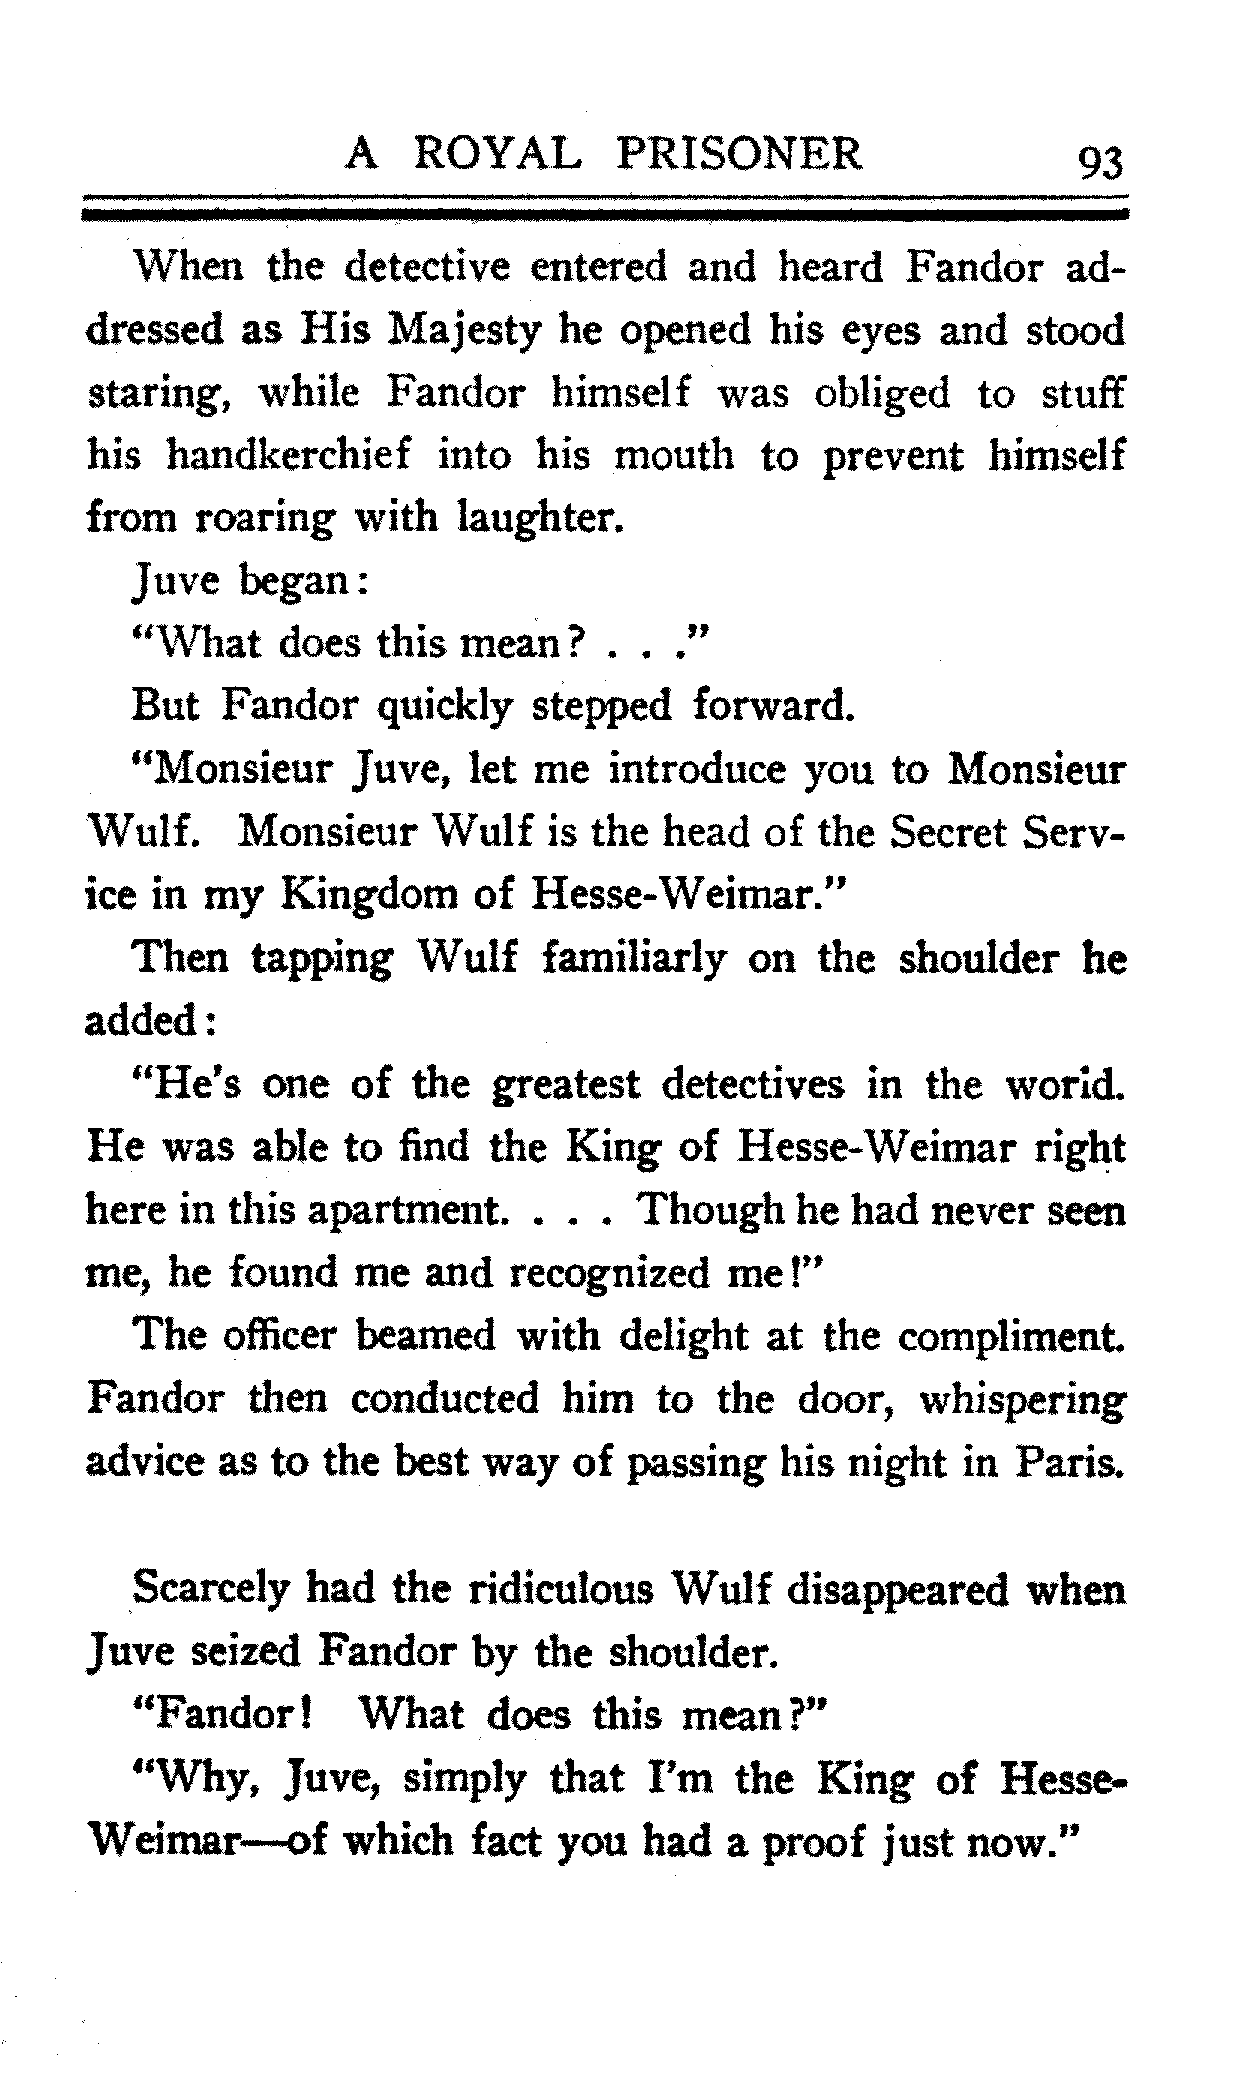 A ROYAL PRISONER 93
When the detective entered and heard Fandor ad-
dressed as His Majesty he opened his eyes and stood
staring, while Fandor himself was obliged to stuff
his handkerchief into his mouth to prevent himself
from roaring with laughter.
Juve began:
“What does this mean? . . .”
But Fandor quickly stepped forward.
“Monsieur Juve, let me introduce you to Monsieur
Wulf. Monsieur Wulf is the head of the Secret Serv-
ice in my Kingdom of Hesse-Weimar.”
Then tapping Wulf familiarly on the shoulder he
added:
“He’s one of the greatest detectives in the world.
He was able to find the King of Hesse-Weimar right
here in this apartment. . . . Though he had never seen
me, he found me and recognized me!”
The officer beamed with delight at the compliment.
Fandor then conducted him to the door, whispering
advice as to the best way of passing his night in Paris.
Scarcely had the ridiculous Wulf disappeared when
Juve seized Fandor by the shoulder.
“Fandor! What does this mean?”
“Why, Juve, simply that I’m the King of Hesse-
Weimar—of which fact you had a proof just now.”